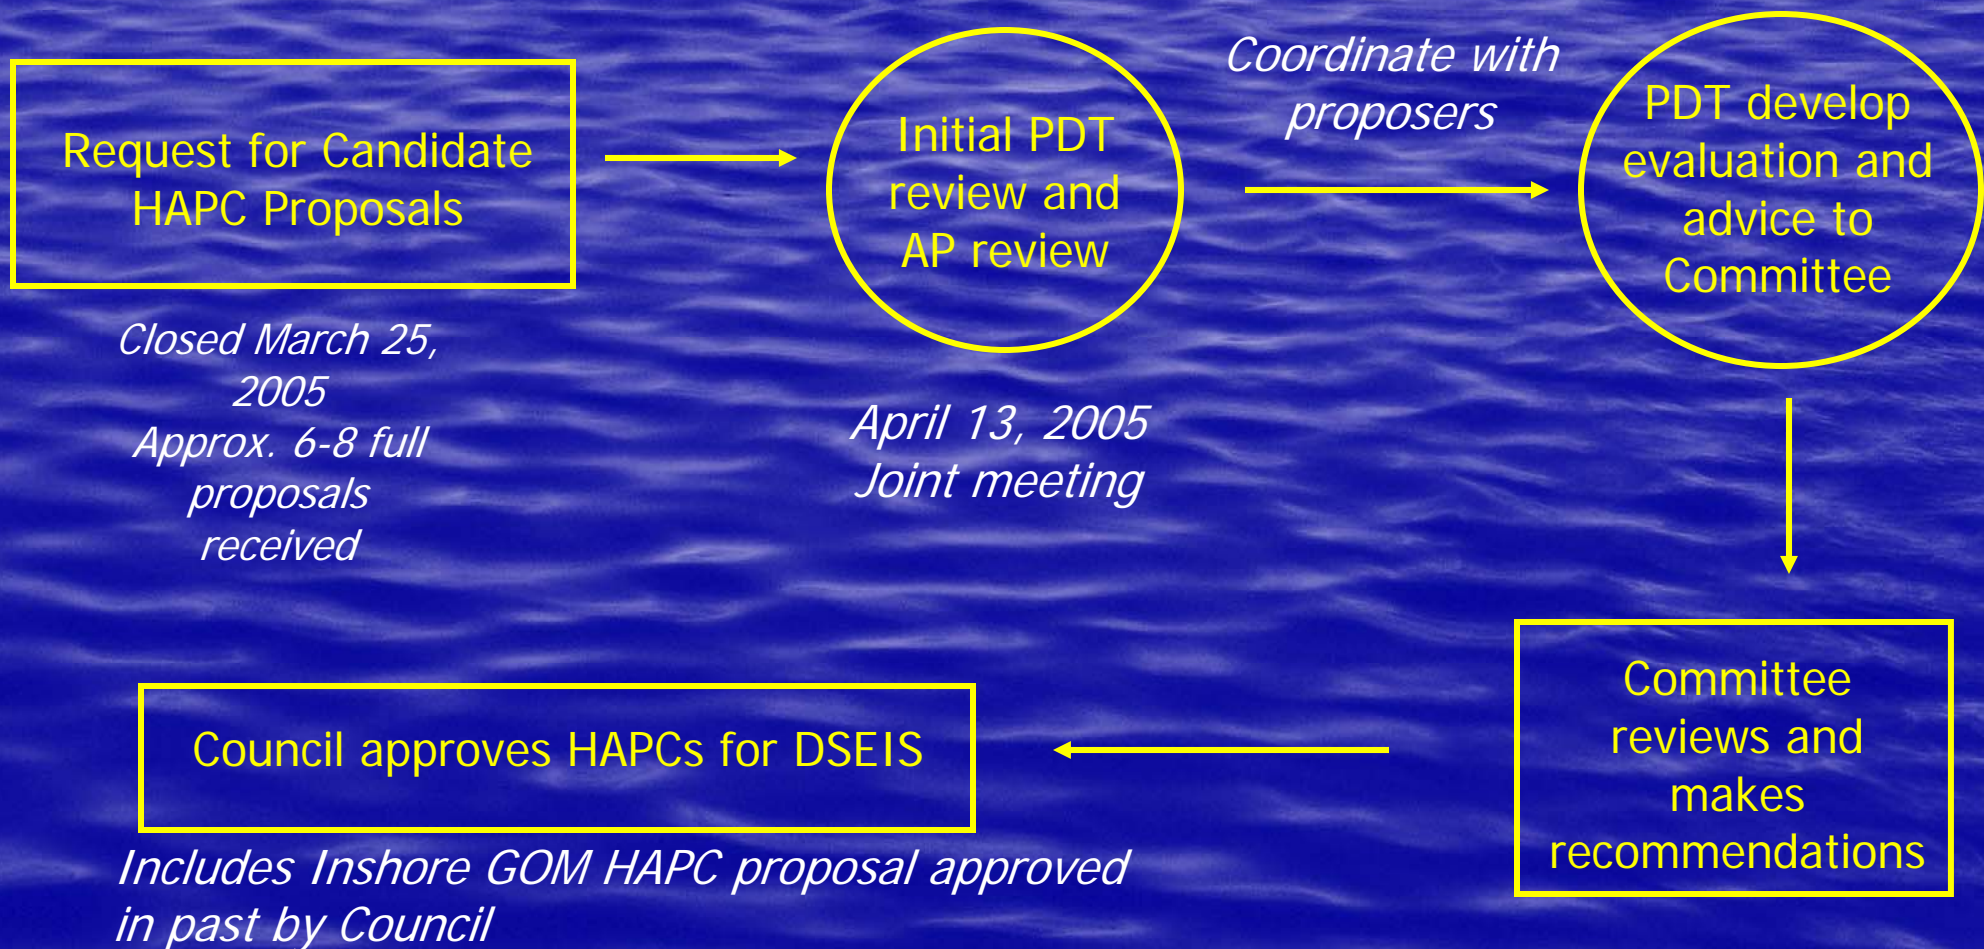 Request for Candidate
HAPC Proposals
Closed March 25,
2005
Approx. 6-8 full
proposals
received
Initial PDT
review and
AP review
April 13, 2005
Joint meeting
Coordinate with
proposers
PDT develop
evaluation and
advice to
Committee
Committee
reviews and
makes
recommendations
Council approves HAPCs for DSEIS
Includes Inshore GOM HAPC proposal approved
in past by Council